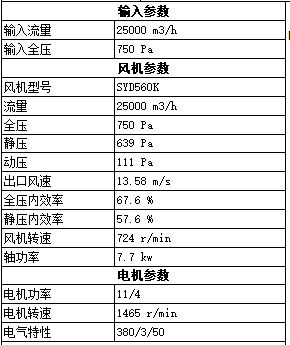 输入参数
输入流量 25000 m3/h
输入全压 750 Pa
风机参数
风机型号 SYD560K
流量 25000 m3/h
全压 750 Pa
静压 639 Pa
动压 111 Pa
出口风速 13.58 m/s
全压内效率 67.6 %
静压内效率 57.6 %
风机转速 724 r/min
轴功率 7.7 kw
电机参数
电机功率 11/4
电机转速 1465 r/min
电气特性 380/3/50